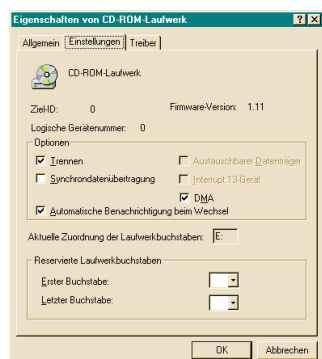 Eigenschaften von CD-ROM-Laufwerk
Allgemein Einstellungen Treiber
CD-ROM-Laufwerk
Ziel-ID: 0 Firmware-Version: 1.11
Logische Gerätenummer: 0
Optionen
Trennen Austauschbarer Datenträger
Synchrondatenübertragung Interrupt 13-Gerät
DMA
Automatische Benachrichtigung beim Wechsel
Aktuelle Zuordnung der Laufwerkbuchstaben: E:
Reservierte Laufwerkbuchstaben
Erster Buchstabe:
Letzter Buchstabe:
OK Abbrechen